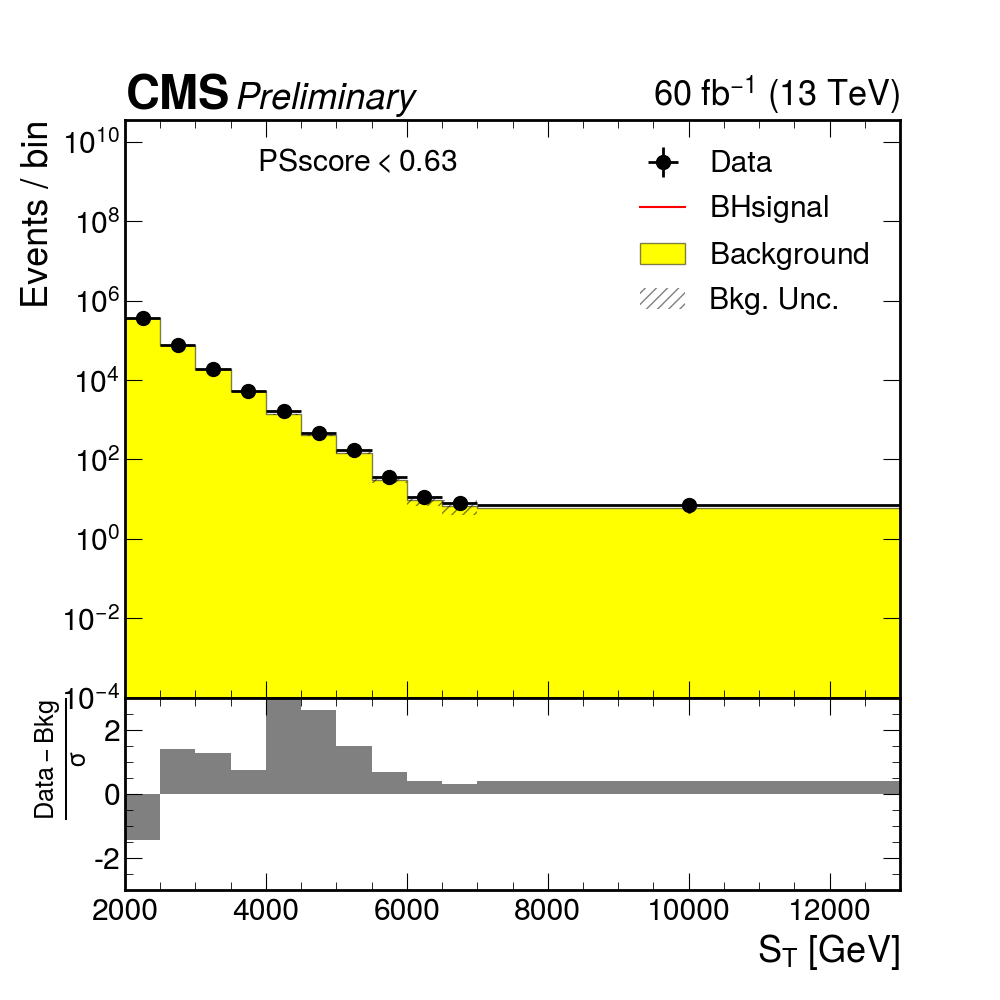 CMS Preliminary
60 fb⁻¹ (13 TeV)
Events / bin
PSscore < 0.63
Data
BHsignal
Background
Bkg. Unc.
10¹⁰
10⁸
10⁶
10⁴
10²
10⁰
10⁻²
10⁻⁴
Data − Bkg
σ
2
0
-2
2000 4000 6000 8000 10000 12000
S_T [GeV]